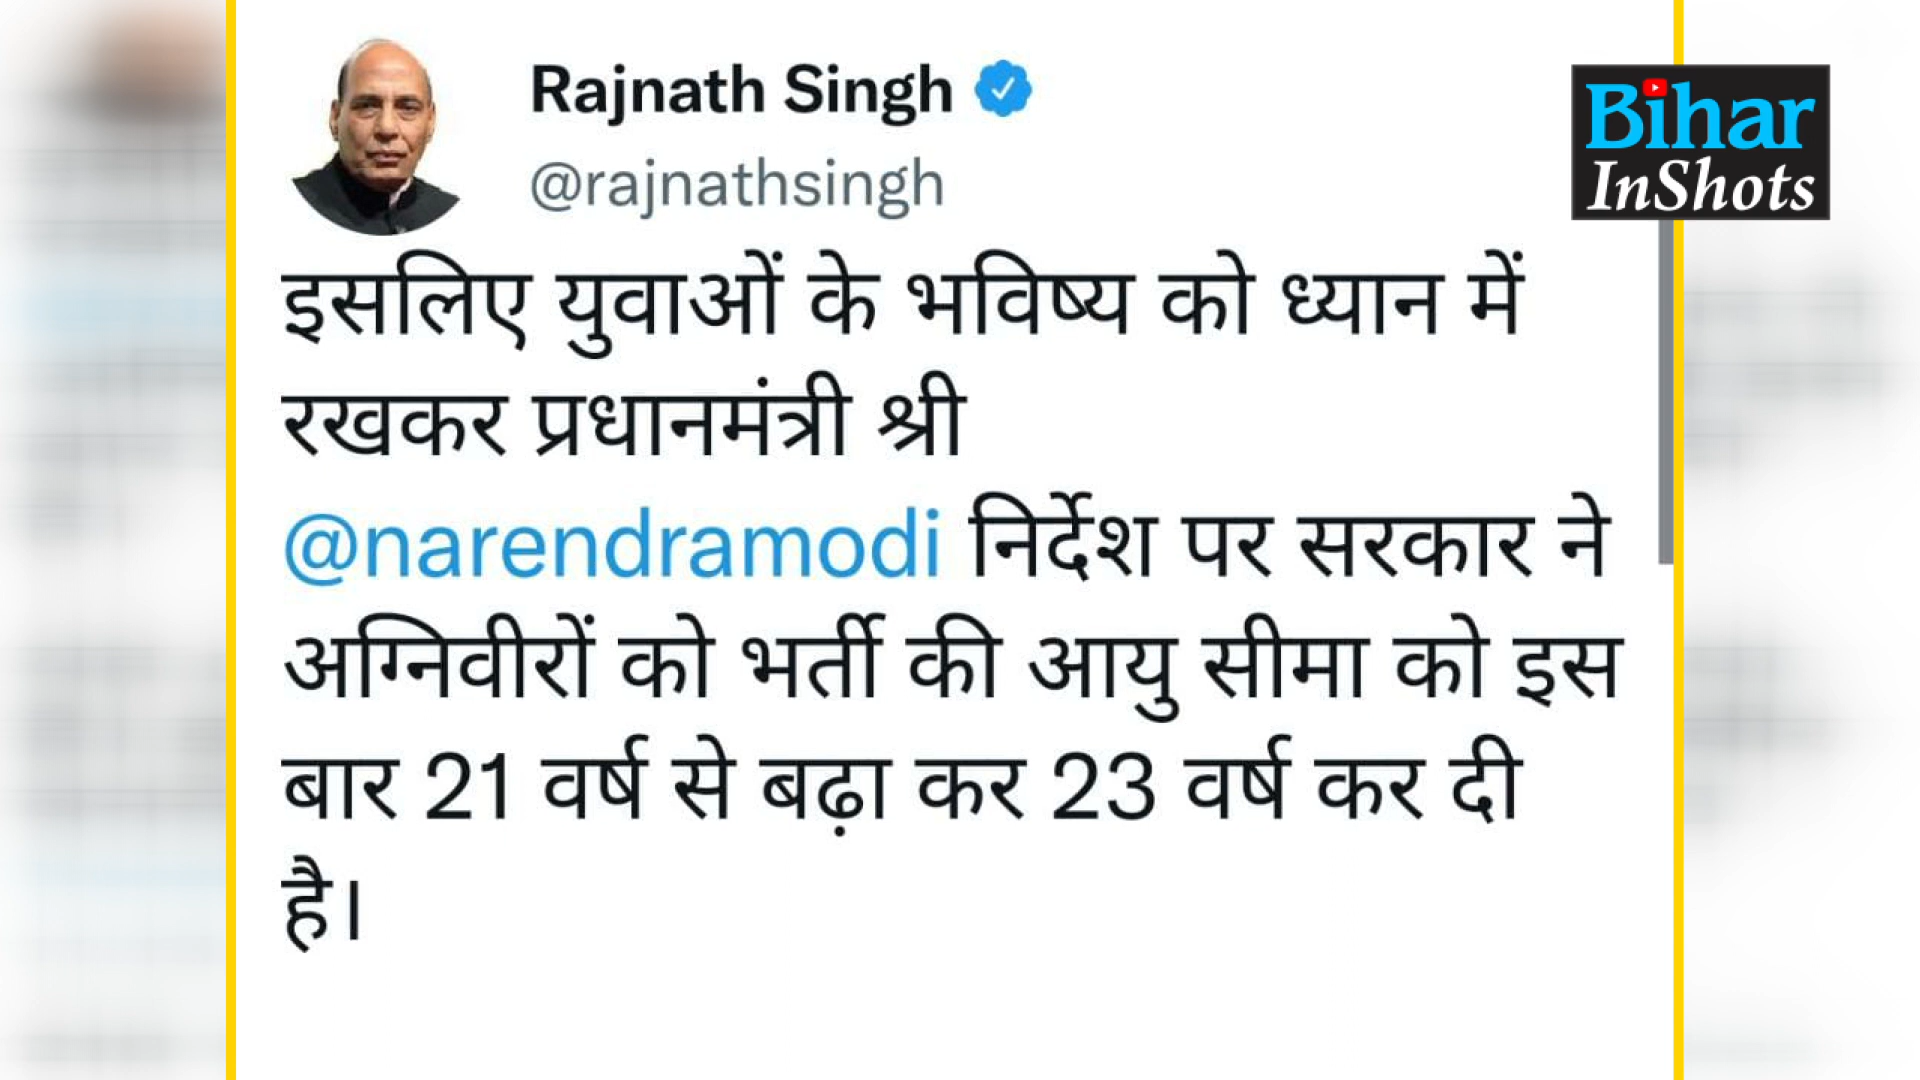 Rajnath Singh
@rajnathsingh
Bihar
InShots
इसलिए युवाओं के भविष्य को ध्यान में
रखकर प्रधानमंत्री श्री
@narendramodi निर्देश पर सरकार ने
अग्निवीरों को भर्ती की आयु सीमा को इस
बार 21 वर्ष से बढ़ा कर 23 वर्ष कर दी
है।